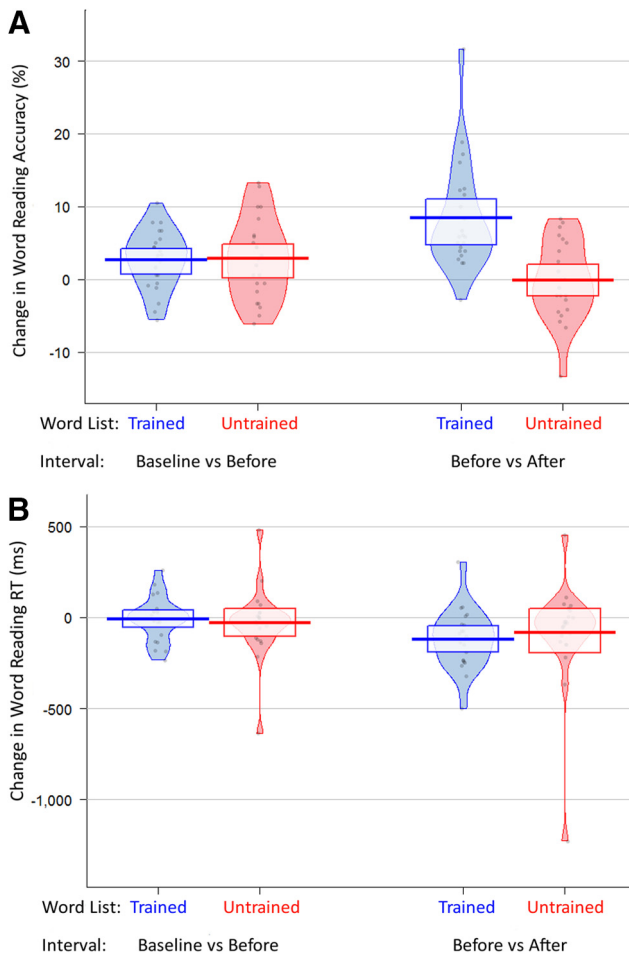 A
Change in Word Reading Accuracy (%)
30
20
10
0
-10
Word List: Trained Untrained Trained Untrained
Interval: Baseline vs Before Before vs After
B
Change in Word Reading RT (ms)
500
0
-500
-1,000
Word List: Trained Untrained Trained Untrained
Interval: Baseline vs Before Before vs After